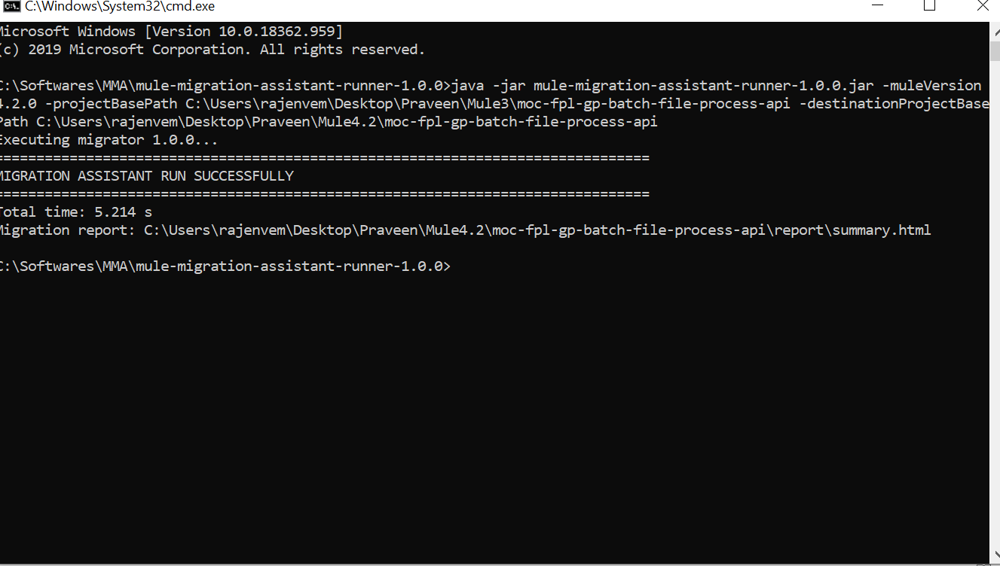 C:\Windows\System32\cmd.exe
Microsoft Windows [Version 10.0.18362.959]
(c) 2019 Microsoft Corporation. All rights reserved.
C:\Softwares\MMA\mule-migration-assistant-runner-1.0.0>java -jar mule-migration-assistant-runner-1.0.0.jar -muleVersion
4.2.0 -projectBasePath C:\Users\rajenvem\Desktop\Praveen\Mule3\moc-fpl-gp-batch-file-process-api -destinationProjectBase
Path C:\Users\rajenvem\Desktop\Praveen\Mule4.2\moc-fpl-gp-batch-file-process-api
Executing migrator 1.0.0...
===============================================================================
MIGRATION ASSISTANT RUN SUCCESSFULLY
===============================================================================
Total time: 5.214 s
Migration report: C:\Users\rajenvem\Desktop\Praveen\Mule4.2\moc-fpl-gp-batch-file-process-api\report\summary.html
C:\Softwares\MMA\mule-migration-assistant-runner-1.0.0>